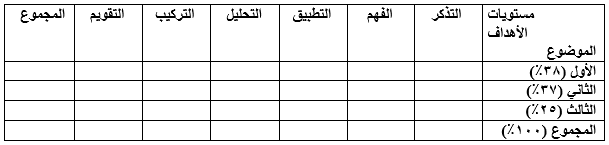 مستويات الأهداف	التذكر	الفهم	التطبيق	التحليل	التركيب	التقويم	المجموع
الموضوع
الأول (٣٨٪)
الثاني (٣٧٪)
الثالث (٢٥٪)
المجموع (١٠٠٪)